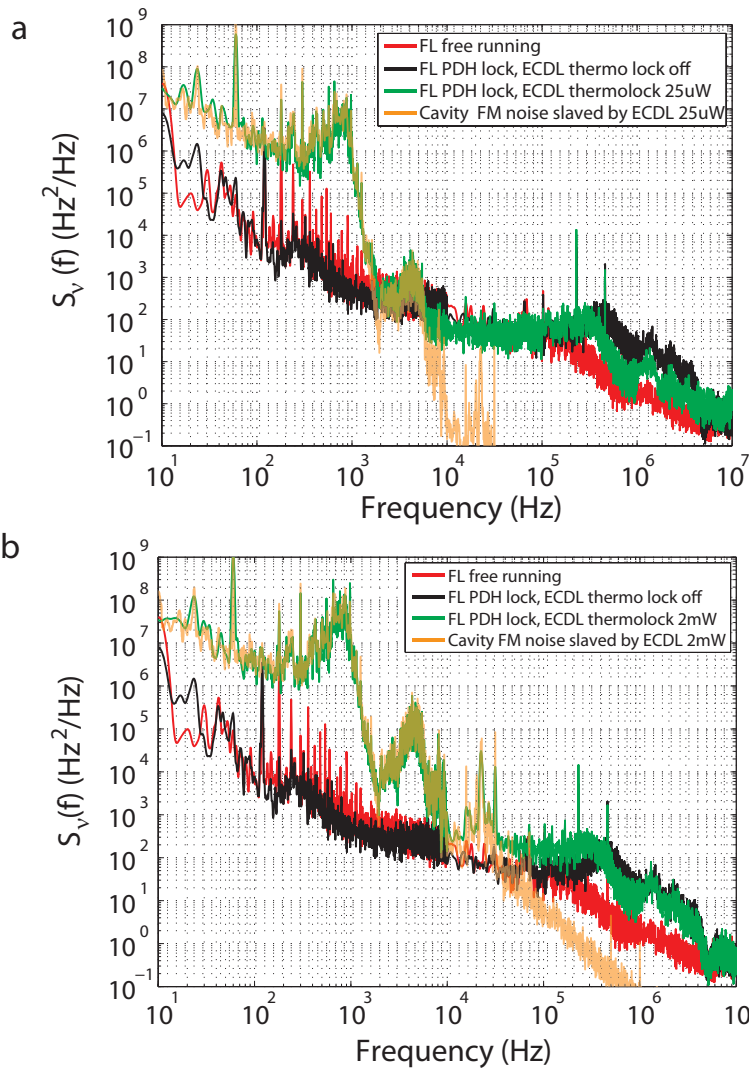 a
10^9
10^8
10^7
10^6
10^5
10^4
10^3
10^2
10^1
10^0
10^-1
S_ν (f) (Hz^2/Hz)
FL free running
FL PDH lock, ECDL thermo lock off
FL PDH lock, ECDL thermolock 25uW
Cavity FM noise slaved by ECDL 25uW
10^1 10^2 10^3 10^4 10^5 10^6 10^7
Frequency (Hz)
b
10^9
10^8
10^7
10^6
10^5
10^4
10^3
10^2
10^1
10^0
10^-1
S_ν(f) (Hz^2/Hz)
FL free running
FL PDH lock, ECDL thermo lock off
FL PDH lock, ECDL thermolock 2mW
Cavity FM noise slaved by ECDL 2mW
10^1 10^2 10^3 10^4 10^5 10^6 10^7
Frequency (Hz)